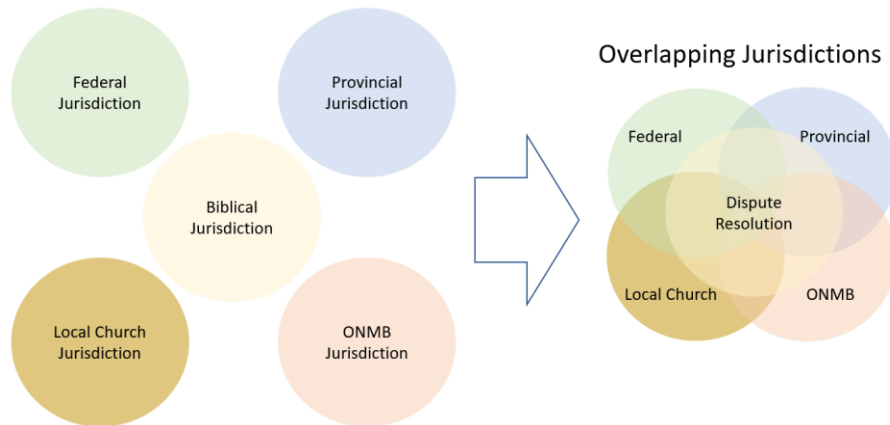 Federal
Jurisdiction
Provincial
Jurisdiction
Biblical
Jurisdiction
Local Church
Jurisdiction
ONMB
Jurisdiction
Overlapping Jurisdictions
Federal
Provincial
Dispute
Resolution
Local Church
ONMB